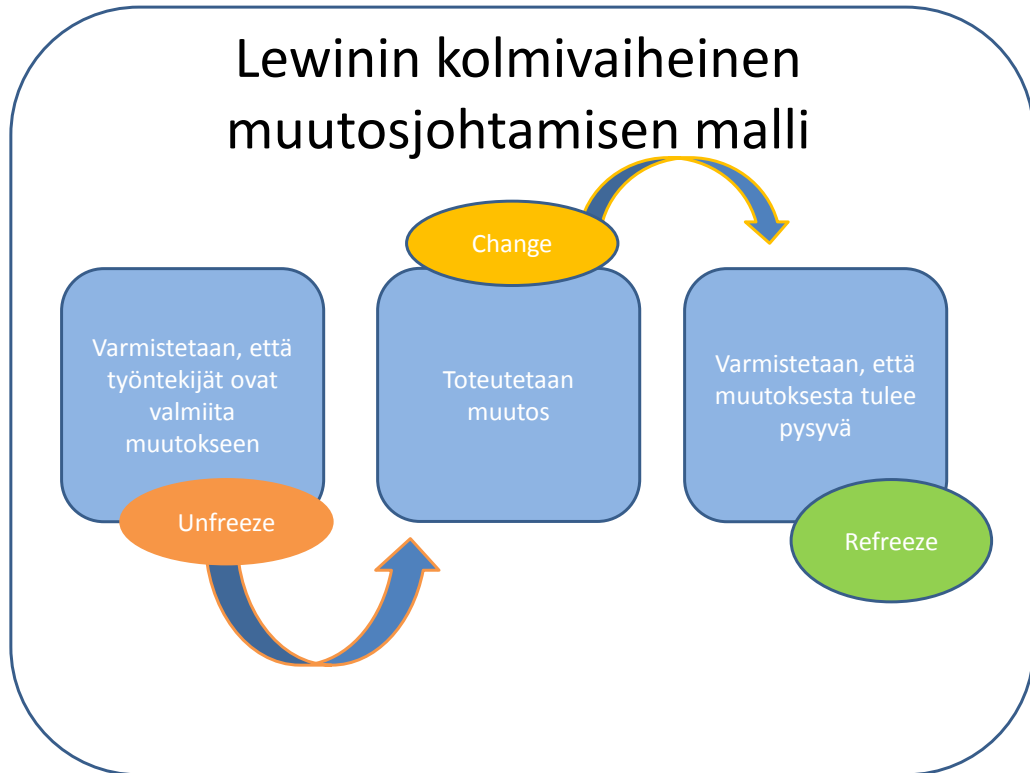 Lewinin kolmivaiheinen
muutosjohtamisen malli
Varmistetaan, että
työntekijät ovat
valmiita
muutokseen
Unfreeze
Change
Toteutetaan
muutos
Varmistetaan, että
muutoksesta tulee
pysyvä
Refreeze